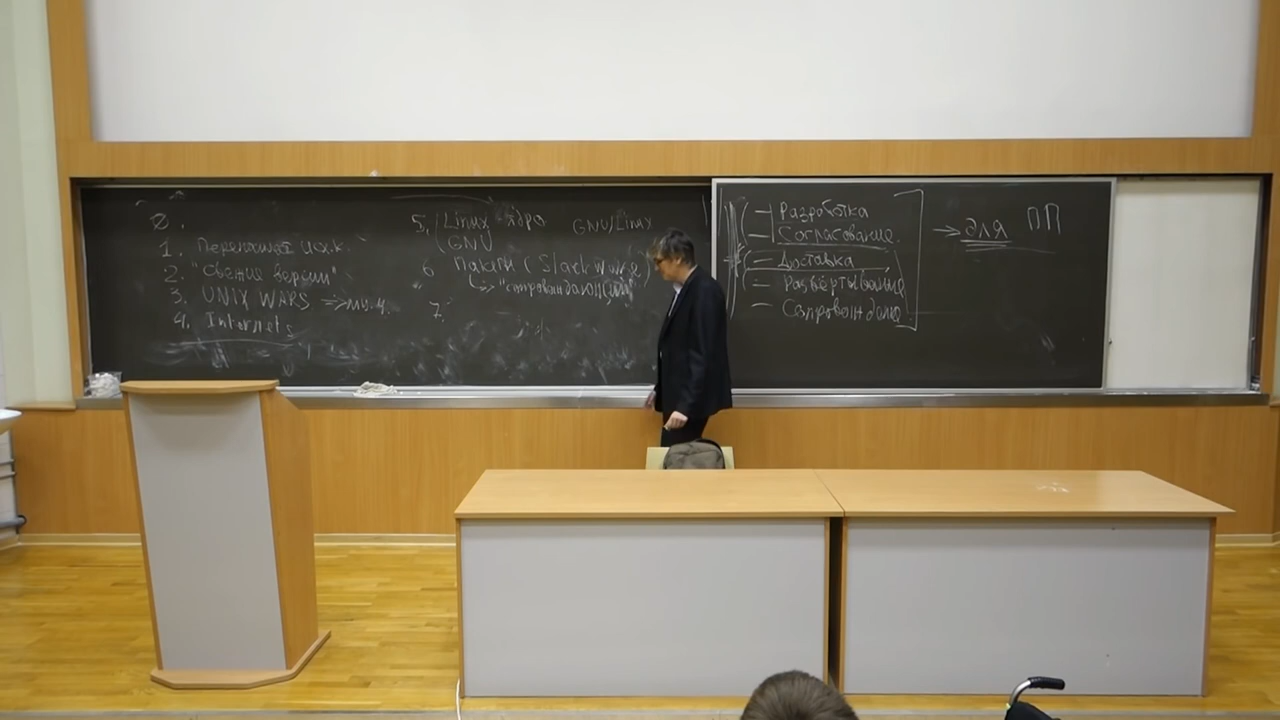 0.
1. Переносимость исх.к.
2. "Свежие версии"
3. UNIX WARS =>
4. Internets
5. Linux ядро GNU/Linux
GNU
6 пакеты (Slackware)
7.
— Разработка
— Согласование
— Доставка
— Развёртывание
— Сопровождение
→ для ПП